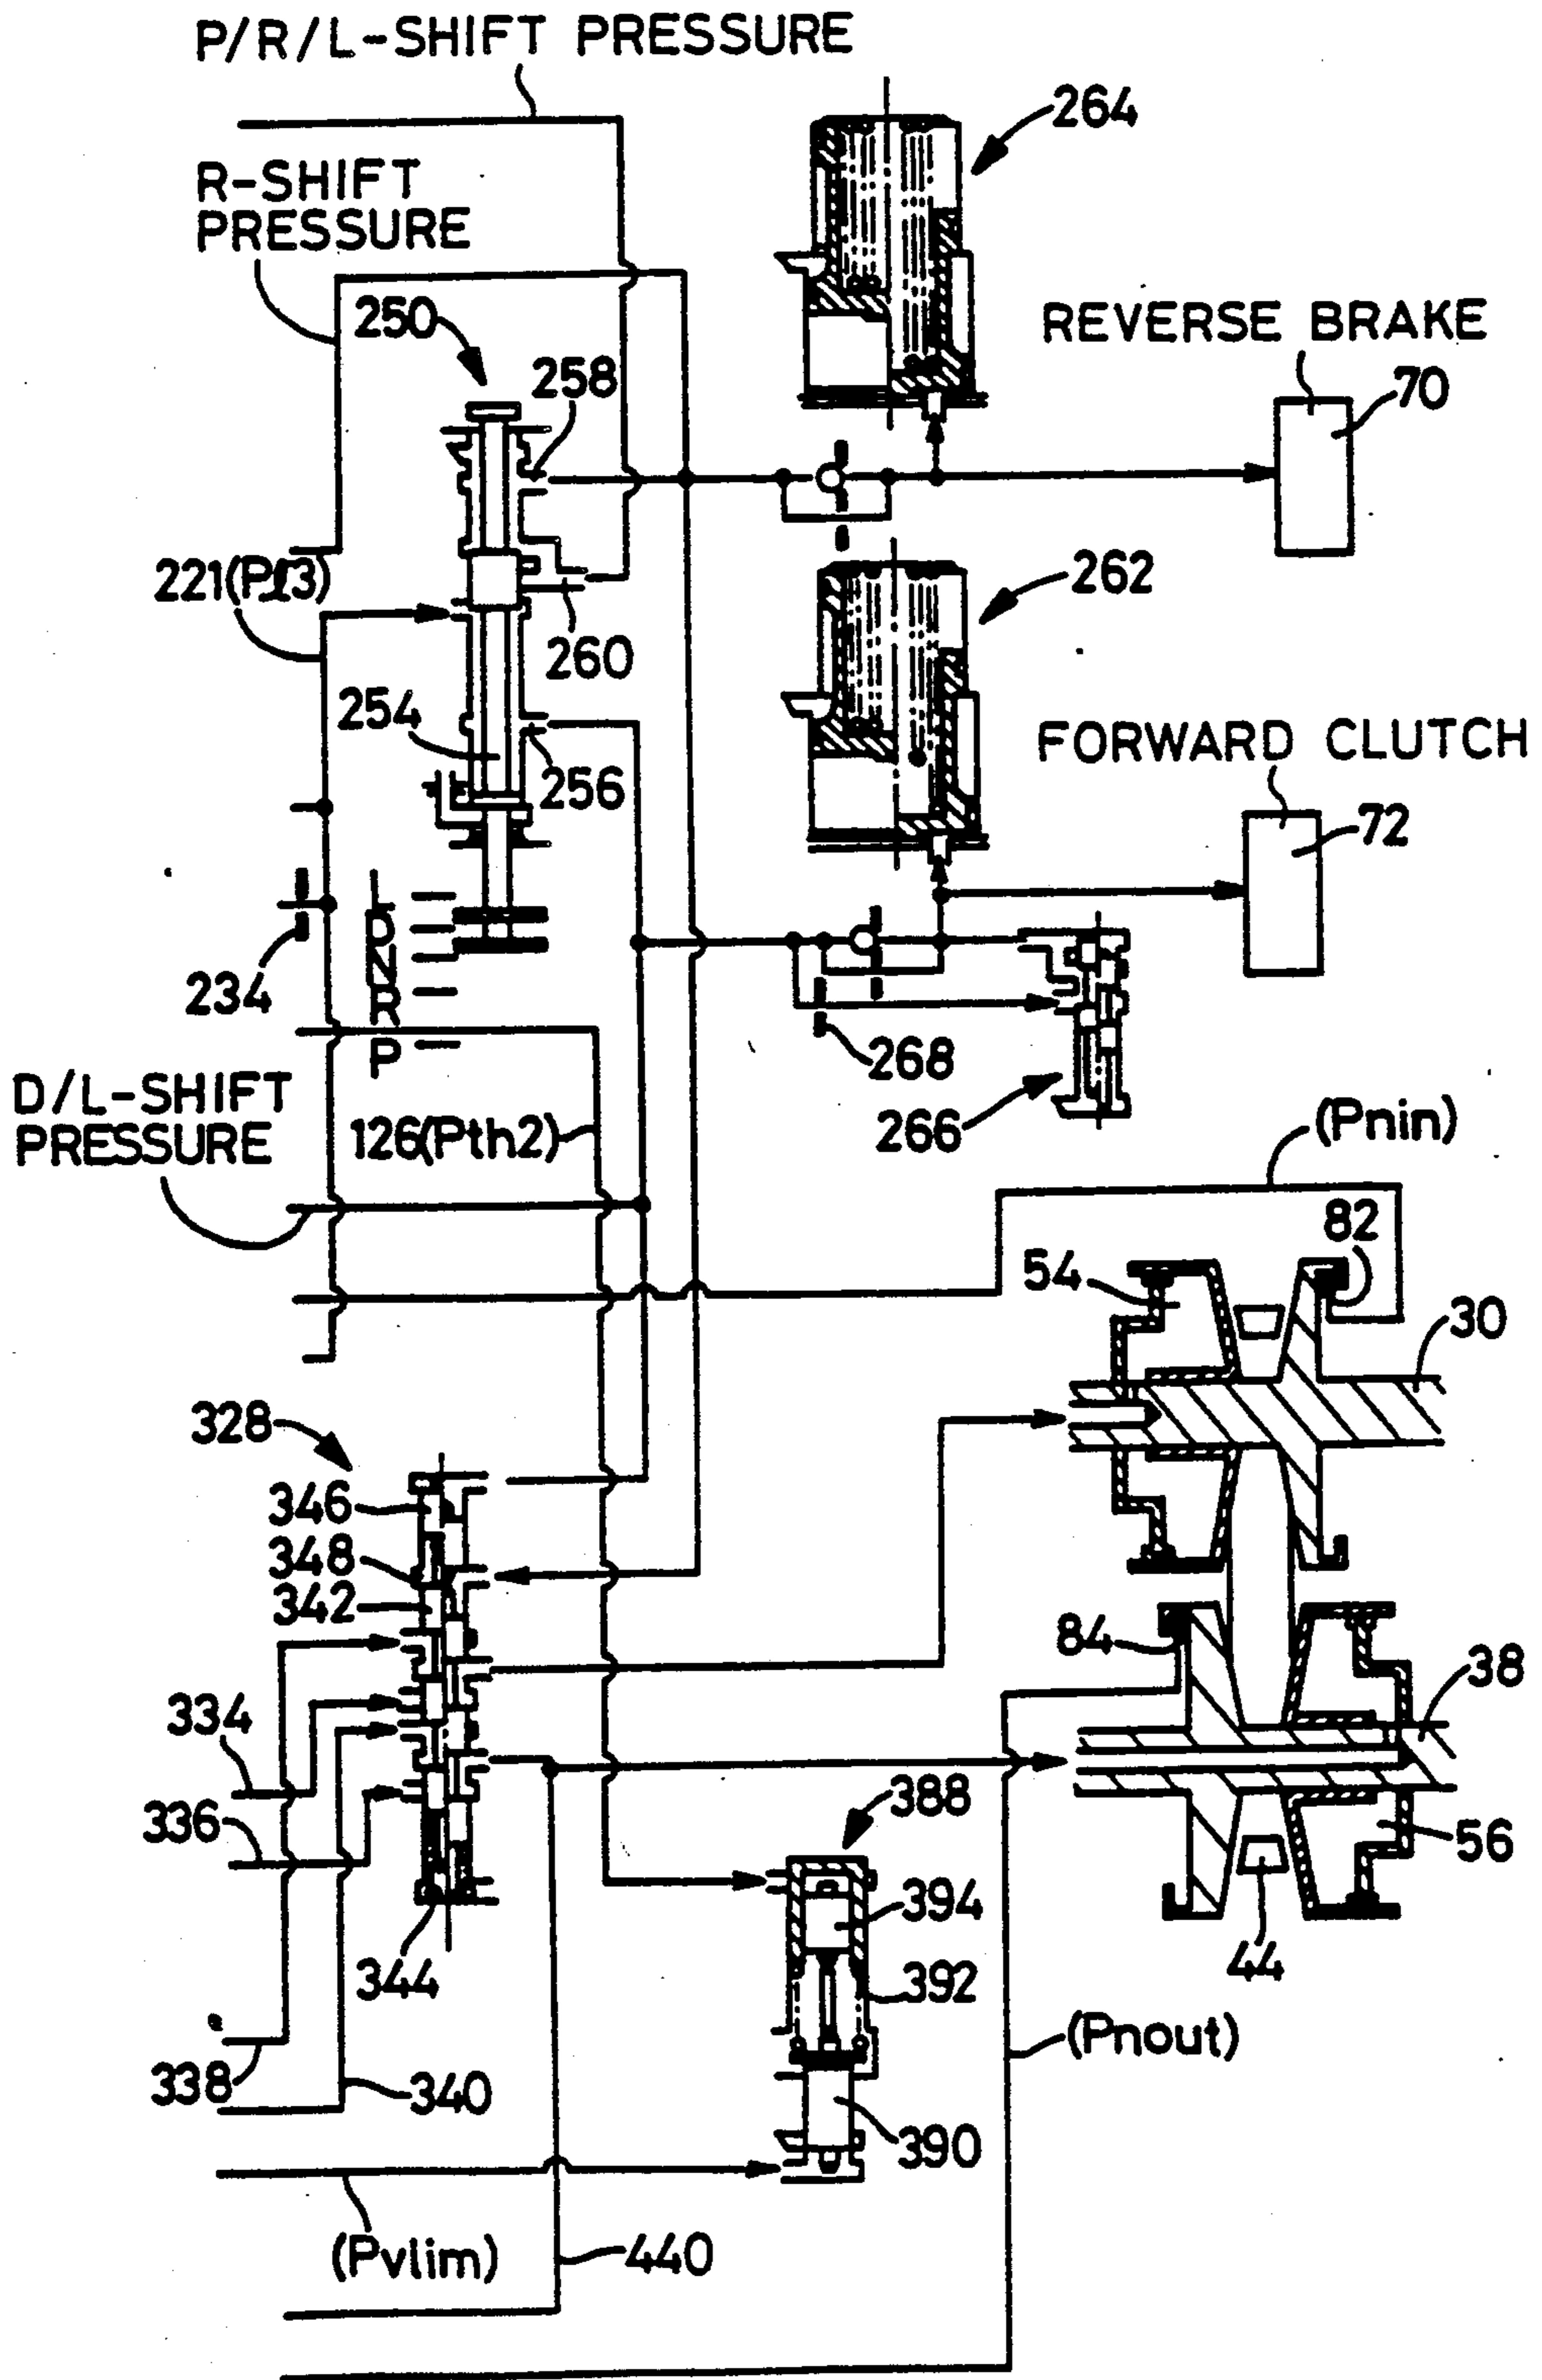 P/R/L-SHIFT PRESSURE
264
R-SHIFT
PRESSURE
250
258
REVERSE BRAKE
70
221(Pℓ3)
262
260
254
FORWARD CLUTCH
256
72
L
D
N
R
P
234
268
D/L-SHIFT
PRESSURE
126(Pth2)
266
(Pnin)
82
54
30
328
346
348
342
84
38
334
388
336
56
394
344
44
392
(Pnout)
338
340
390
(Pvlim)
440